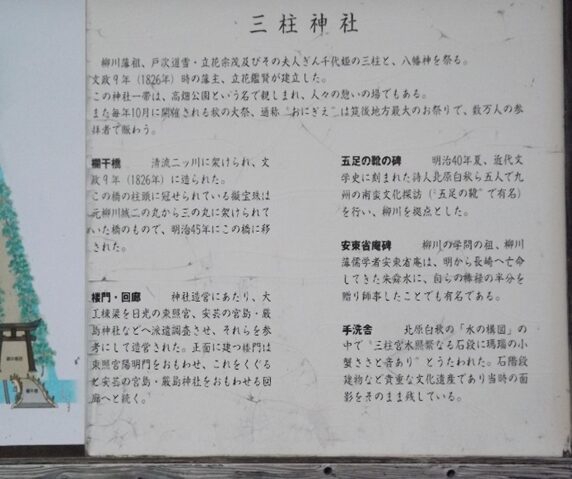 三柱神社
柳川藩祖、戸次道雪・立花宗茂及びその夫人ぎん千代姫の三柱と、八幡神を祭る。
文政9年（1826年）時の藩主、立花鑑賢が建立した。
この神社一帯は、高畑公園という名で親しまれ、人々の憩いの場でもある。
また毎年10月に開催される秋の大祭、通称“おにぎえ”は筑後地方最大のお祭りで、数万人の参
拝者で賑わう。
欄干橋　清流二ッ川に架けられ、文
政9年（1826年）に造られた。
この橋の柱頭に冠せられている擬宝珠は
元柳川城二の丸から三の丸に架けられて
いた橋のもので、明治45年にこの橋に移
された。
楼門・回廊　神社造営にあたり、大
工棟梁を日光の東照宮、安芸の宮島・厳
島神社などへ派遣調査させ、それらを参
考にして造営された。正面に建つ楼門は
東照宮陽明門をおもわせ、これをくぐる
と安芸の宮島・厳島神社をおもわせる回
廊へと続く。
五足の靴の碑　明治40年夏、近代文
学史に刻まれた詩人北原白秋ら五人で九
州の南蛮文化探訪（“五足の靴”で有名）
を行い、柳川を拠点とした。
安東省庵碑　柳川の学問の祖、柳川
藩儒学者安東省庵は、明から長崎へ亡命
してきた朱舜水に、自らの俸禄の半分を
贈り師事したことでも有名である。
手洗舎　北原白秋の「水の構図」の
中で“三柱宮水照繁なる石段に瑪瑙の小
蟹ささと音あり”とうたわれた。石階段
建物など貴重な文化遺産であり当時の面
影をそのまま残している。